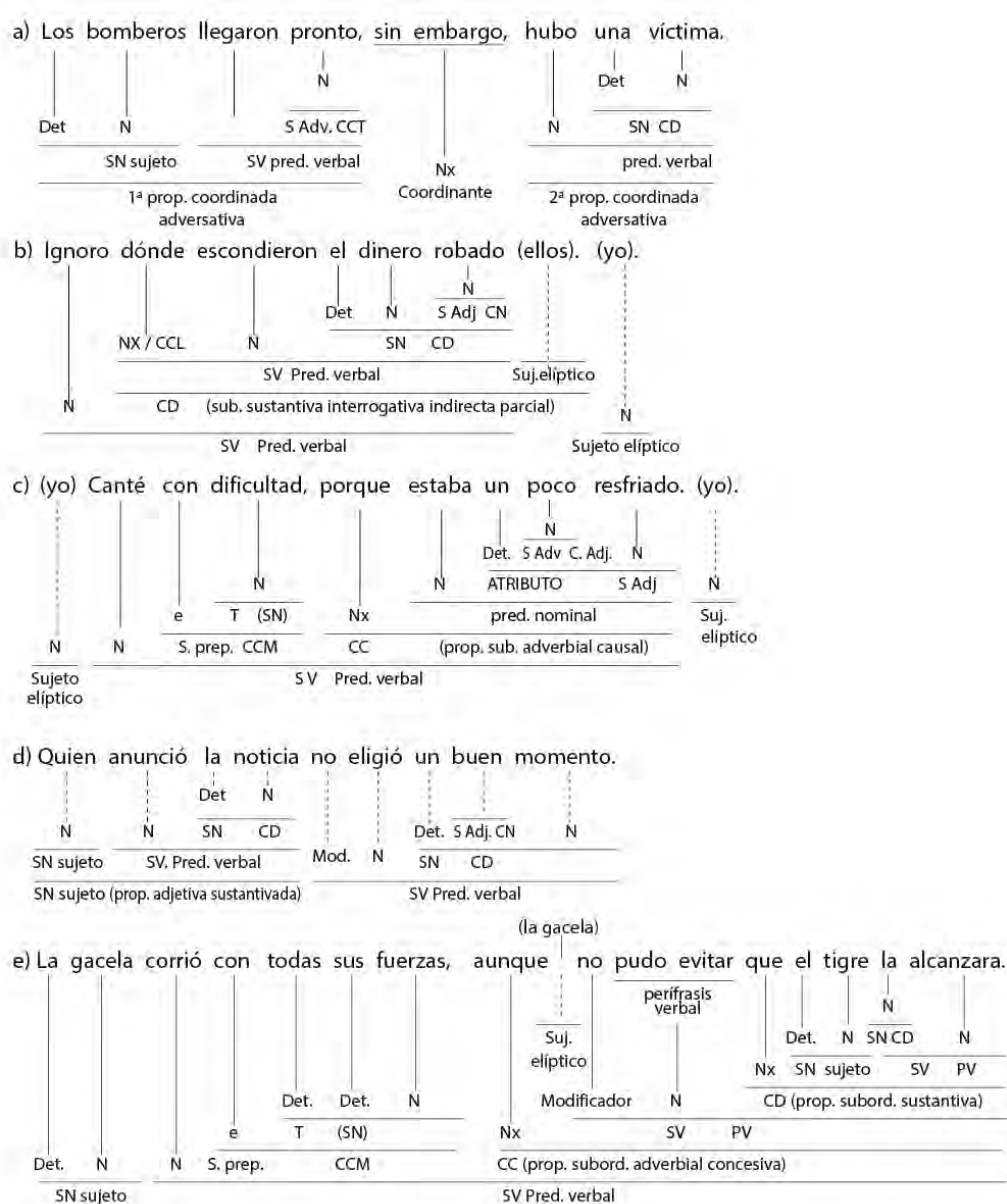 a) Los bomberos llegaron pronto, sin embargo, hubo una víctima.
N Det N
Det N S Adv. CCT N SN CD
SN sujeto SV pred. verbal Nx pred. verbal
1ª prop. coordinada Coordinante 2ª prop. coordinada
adversativa adversativa
b) Ignoro dónde escondieron el dinero robado (ellos). (yo).
N
Det N S Adj CN
NX / CCL N SN CD
SV Pred. verbal Suj.elíptico
N CD (sub. sustantiva interrogativa indirecta parcial) N
SV Pred. verbal Sujeto elíptico
c) (yo) Canté con dificultad, porque estaba un poco resfriado. (yo).
N
Det. S Adv C. Adj. N
N N ATRIBUTO S Adj N
e T (SN) Nx pred. nominal Suj.
elíptico
N N S. prep. CCM CC (prop. sub. adverbial causal)
Sujeto S V Pred. verbal
elíptico
d) Quien anunció la noticia no eligió un buen momento.
Det N
N N SN CD Det. S Adj. CN N
SN sujeto SV. Pred. verbal Mod. N SN CD
SN sujeto (prop. adjetiva sustantivada) SV Pred. verbal
(la gacela)
e) La gacela corrió con todas sus fuerzas, aunque no pudo evitar que el tigre la alcanzara.
perífrasis
verbal N
Suj. Det. N SN CD N
elíptico Nx SN sujeto SV PV
Det. Det. N Modificador N CD (prop. subord. sustantiva)
e T (SN) Nx SV PV
Det. N N S. prep. CCM CC (prop. subord. adverbial concesiva)
SN sujeto SV Pred. verbal